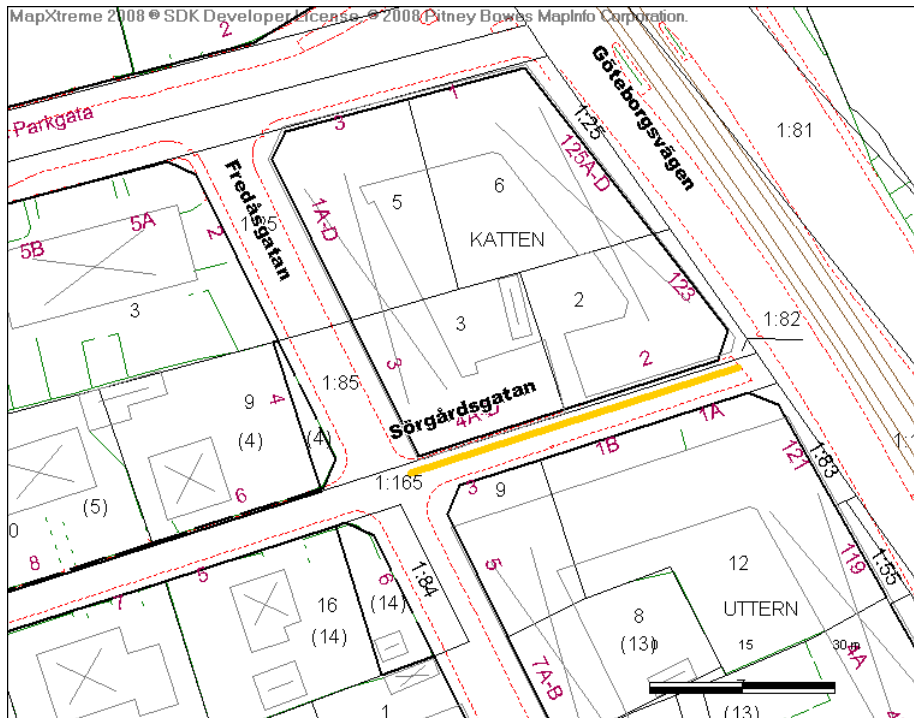 MapXtreme 2008 ® SDK Developer License. © 2008 Pitney Bowes MapInfo Corporation.
2
Parkgata
Göteborgsvägen
3
1
1:25
1:81
125A-D
Fredåsgatan
5
6
1A-D
5A
2
5B
KATTEN
3
123
2
3
1:82
1:85
3
2
9
4
Sörgårdsgatan
(4)
(4)
4A-D
1A
1B
121
1:165
6
3
9
1:83
(5)
8
5
7
16
(14)
6
(14)
1:84
5
12
119
1:55
UTTERN
8
(13)
0
15
30 m
4A
7A-B
1
(13)